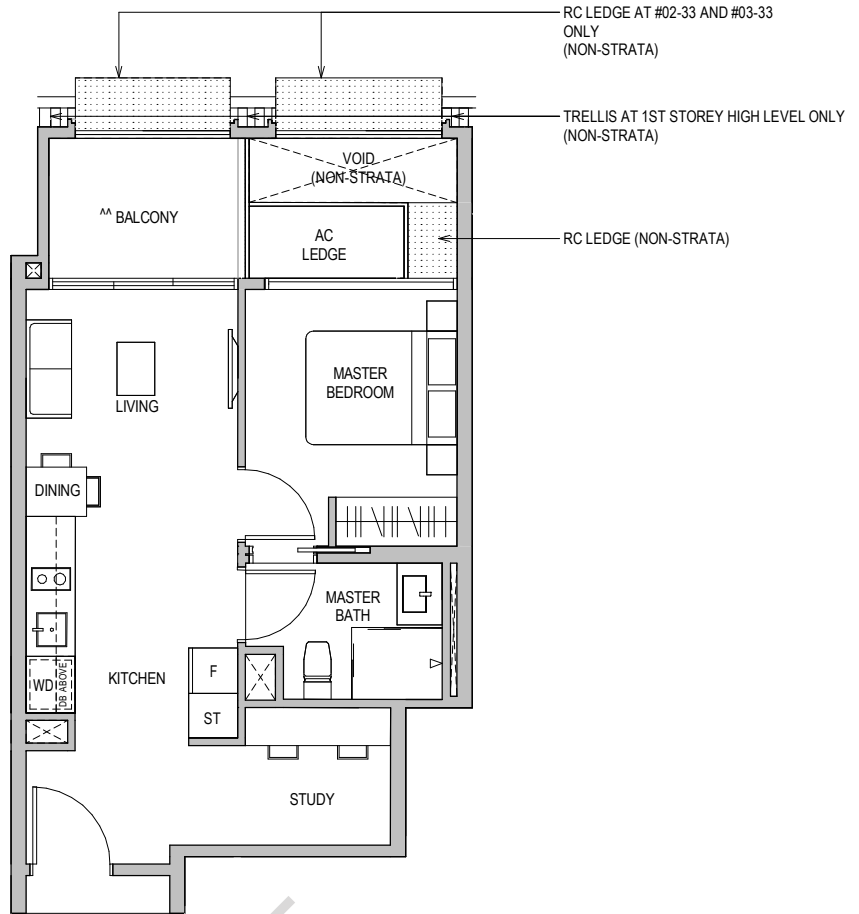 RC LEDGE AT #02-33 AND #03-33
ONLY
(NON-STRATA)
TRELLIS AT 1ST STOREY HIGH LEVEL ONLY
(NON-STRATA)
VOID
(NON-STRATA)
^^ BALCONY
AC
LEDGE
RC LEDGE (NON-STRATA)
MASTER
BEDROOM
LIVING
DINING
MASTER
BATH
KITCHEN
F
WD
DB ABOVE
ST
STUDY